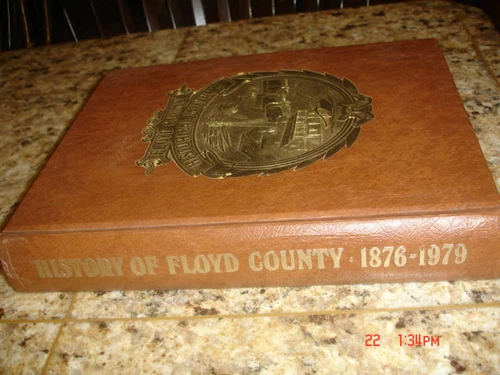 HISTORY OF FLOYD COUNTY · 1876-1979
22 1:34PM